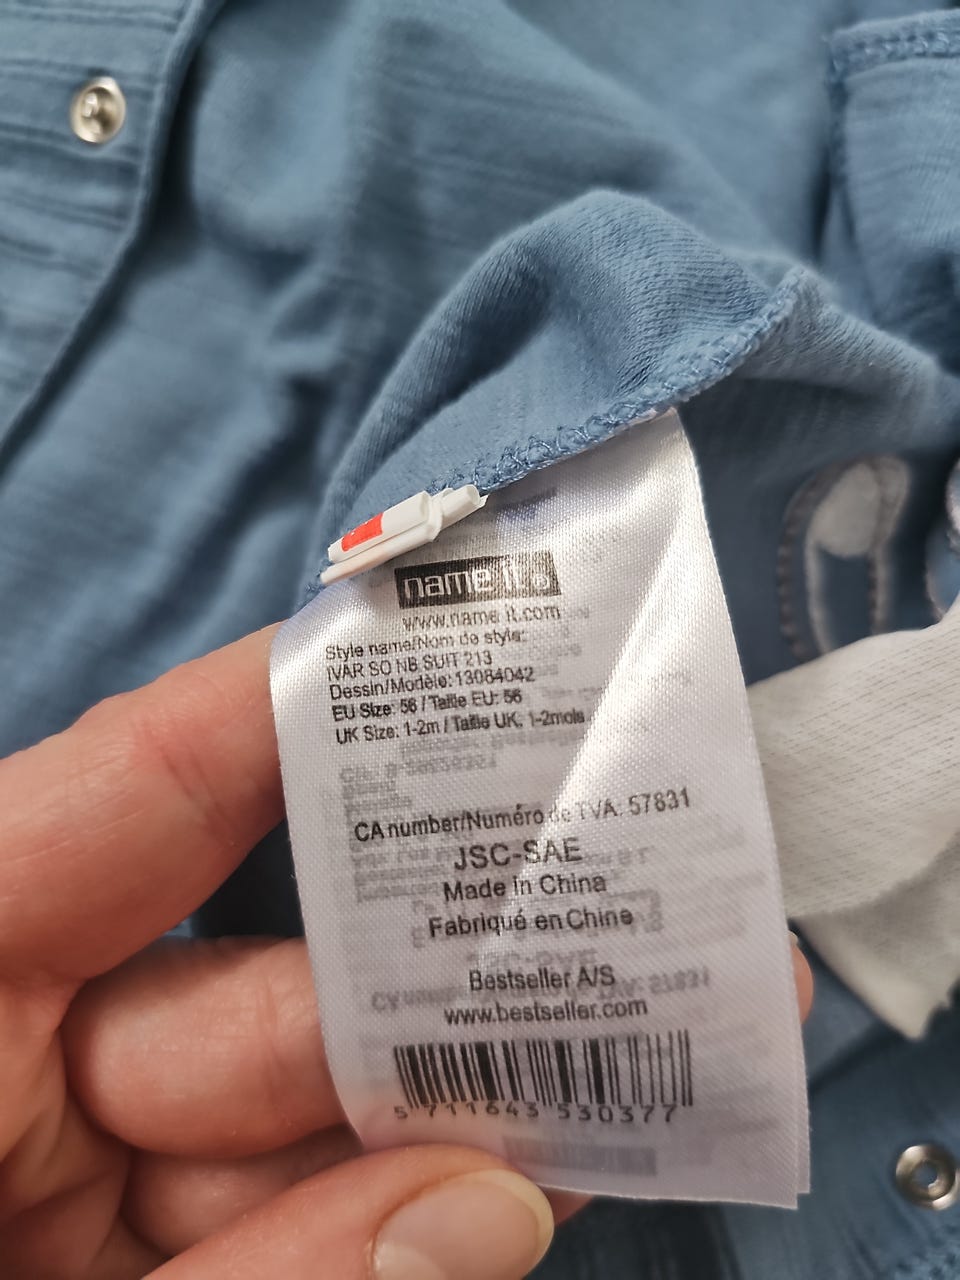 name it®
www.name it.com
Style name/Nom de style:
IVAR SO NB SUIT 213
Dessin/Modèle: 13084042
EU Size: 56 / Taille EU: 56
UK Size: 1-2m / Taille UK: 1-2mois
CA number/Numéro de TVA: 57831
JSC-SAE
Made in China
Fabriqué en Chine
Bestseller A/S
www.bestseller.com
5 711643 530377